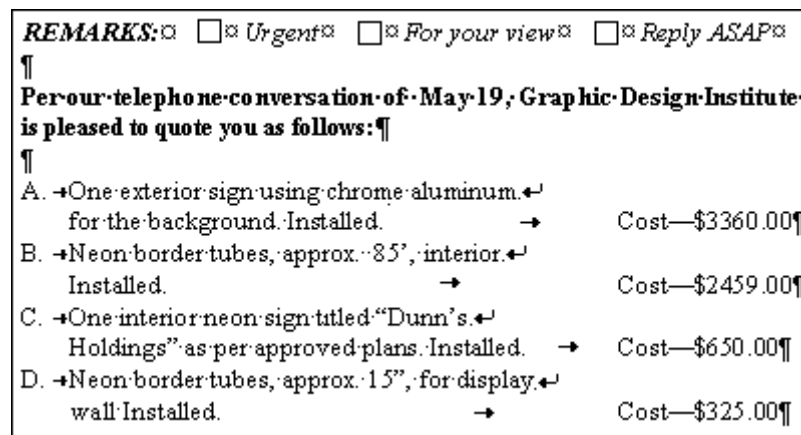 REMARKS:¤ □¤ Urgent¤ □¤ For your view¤ □¤ Reply ASAP¤
¶
Per·our·telephone·conversation·of··May·19,·Graphic·Design·Institute·
is pleased to quote you as follows:¶
¶
A. →One·exterior·sign·using·chrome·aluminum.↵
for·the·background.·Installed. → Cost—$3360.00¶
B. →Neon·border·tubes,·approx.··85’,·interior.↵
Installed. → Cost—$2459.00¶
C. →One·interior·neon·sign·titled·“Dunn’s.↵
Holdings”·as·per·approved·plans.·Installed. → Cost—$650.00¶
D. →Neon·border·tubes,·approx.·15”,·for·display.↵
wall·Installed. → Cost—$325.00¶